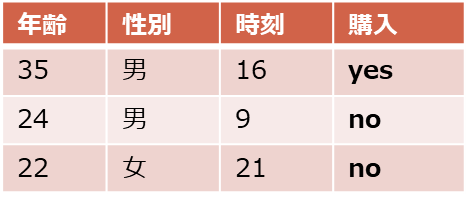 年齢 性別 時刻 購入
35 男 16 yes
24 男 9 no
22 女 21 no